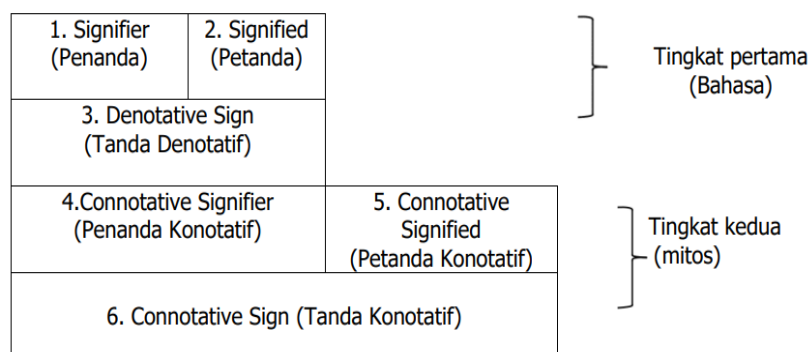 1. Signifier
(Penanda)
2. Signified
(Petanda)
Tingkat pertama
(Bahasa)
3. Denotative Sign
(Tanda Denotatif)
4.Connotative Signifier
(Penanda Konotatif)
5. Connotative
Signified
(Petanda Konotatif)
Tingkat kedua
(mitos)
6. Connotative Sign (Tanda Konotatif)